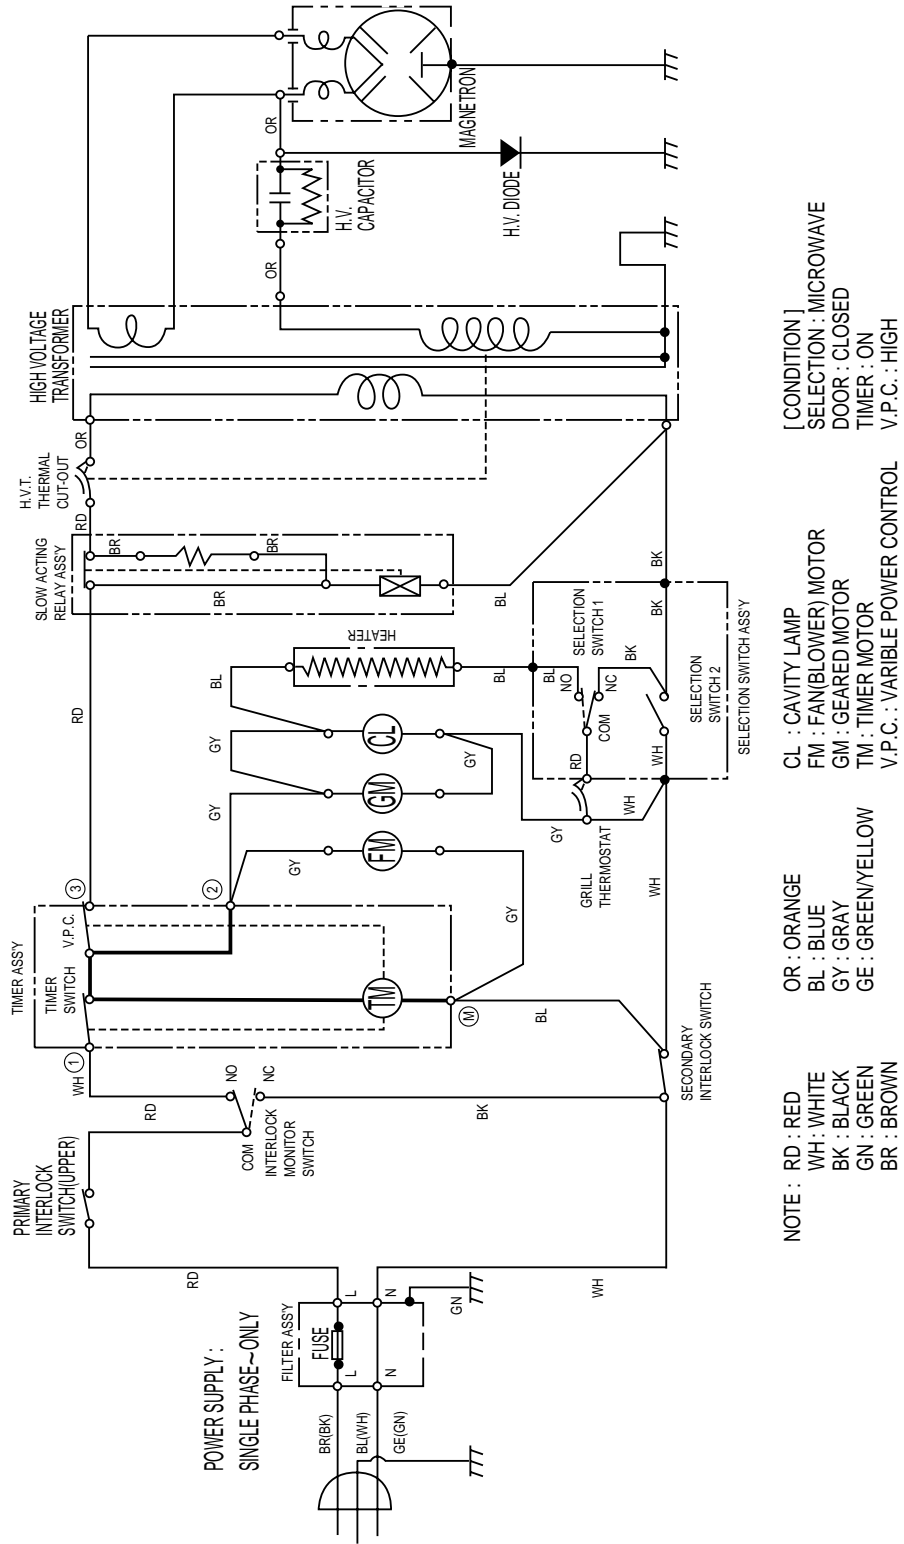 POWER SUPPLY :
SINGLE PHASE~ONLY
BR(BK)
BL(WH)
GE(GN)
FILTER ASS'Y
FUSE
L
N
L
N
GN
RD
WH
PRIMARY
INTERLOCK
SWITCH(UPPER)
RD
WH
1
COM
NO
NC
INTERLOCK
MONITOR
SWITCH
BK
SECONDARY
INTERLOCK SWITCH
TIMER ASS'Y
TIMER
SWITCH
V.P.C.
3
2
TM
M
BL
GY
GY
FM
GY
GM
GY
CL
GY
BL
HEATER
RD
WH
GRILL
THERMOSTAT
GY
WH
RD
WH
COM
NO
NC
BL
BL
BK
BK
BK
SELECTION
SWITCH 1
SELECTION
SWITCH 2
SELECTION SWITCH ASS'Y
SLOW ACTING
RELAY ASS'Y
BR
BR
BR
BL
RD
H.V.T.
THERMAL
CUT-OUT
OR
HIGH VOLTAGE
TRANSFORMER
OR
H.V.
CAPACITOR
OR
H.V. DIODE
MAGNETRON
NOTE : RD : RED
WH : WHITE
BK : BLACK
GN : GREEN
BR : BROWN
OR : ORANGE
BL : BLUE
GY : GRAY
GE : GREEN/YELLOW
CL : CAVITY LAMP
FM : FAN(BLOWER) MOTOR
GM : GEARED MOTOR
TM : TIMER MOTOR
V.P.C. : VARIBLE POWER CONTROL
[ CONDITION ]
SELECTION : MICROWAVE
DOOR : CLOSED
TIMER : ON
V.P.C. : HIGH